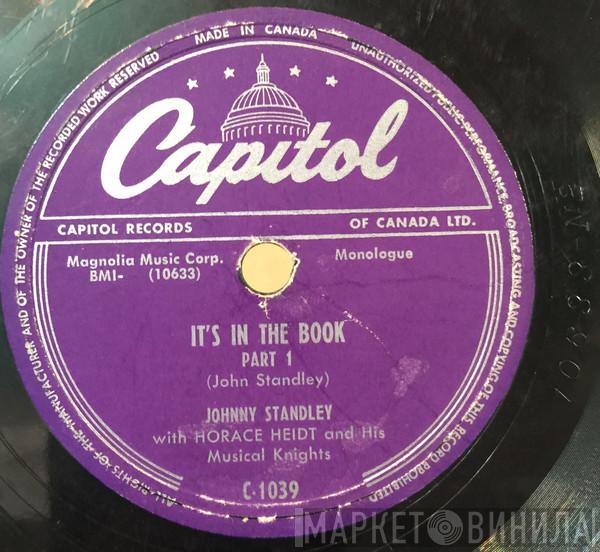 MADE IN CANADA
UNAUTHORIZED PUBLIC PERFORMANCE, BROADCASTING AND COPYING OF THIS RECORD PROHIBITED
ALL RIGHTS OF THE MANUFACTURER AND OF THE OWNER OF THE RECORDED WORK RESERVED
Capitol
CAPITOL RECORDS OF CANADA LTD.
Magnolia Music Corp. Monologue
BMI- (10633)
IT'S IN THE BOOK
PART 1
(John Standley)
JOHNNY STANDLEY
with HORACE HEIDT and His
Musical Knights
C-1039
МАРКЕТ ВИНИЛА